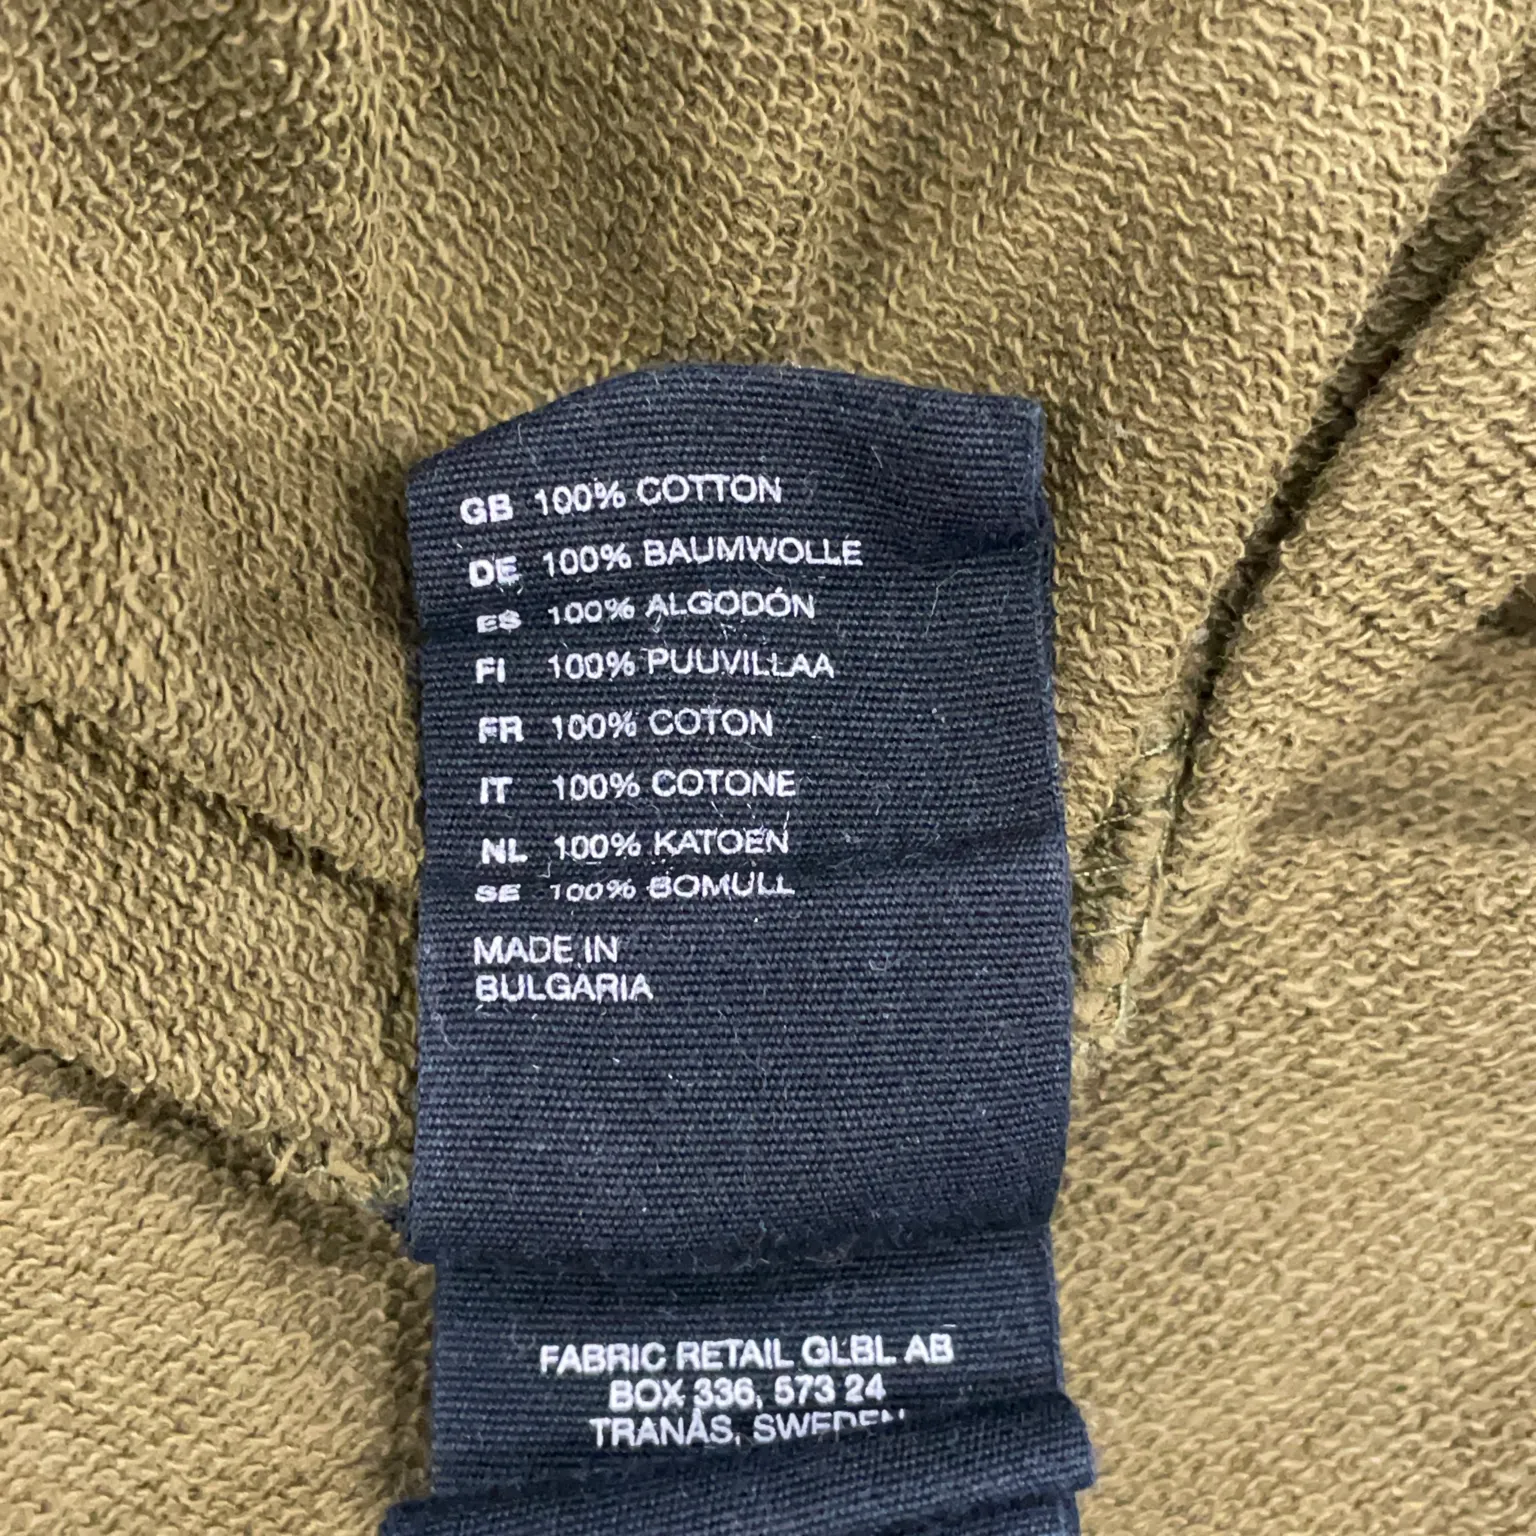 GB 100% COTTON
DE 100% BAUMWOLLE
ES 100% ALGODÓN
FI 100% PUUVILLAA
FR 100% COTON
IT 100% COTONE
NL 100% KATOEN
SE 100% BOMULL
MADE IN
BULGARIA
FABRIC RETAIL GLBL AB
BOX 336, 573 24
TRANÅS, SWEDEN